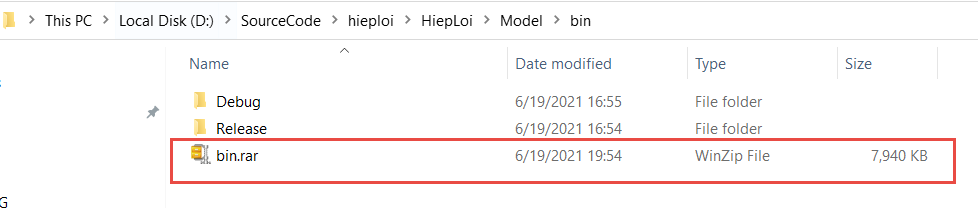 This PC > Local Disk (D:) > SourceCode > hieploi > HiepLoi > Model > bin
Name Date modified Type Size
Debug 6/19/2021 16:55 File folder
Release 6/19/2021 16:54 File folder
bin.rar 6/19/2021 19:54 WinZip File 7,940 KB
G